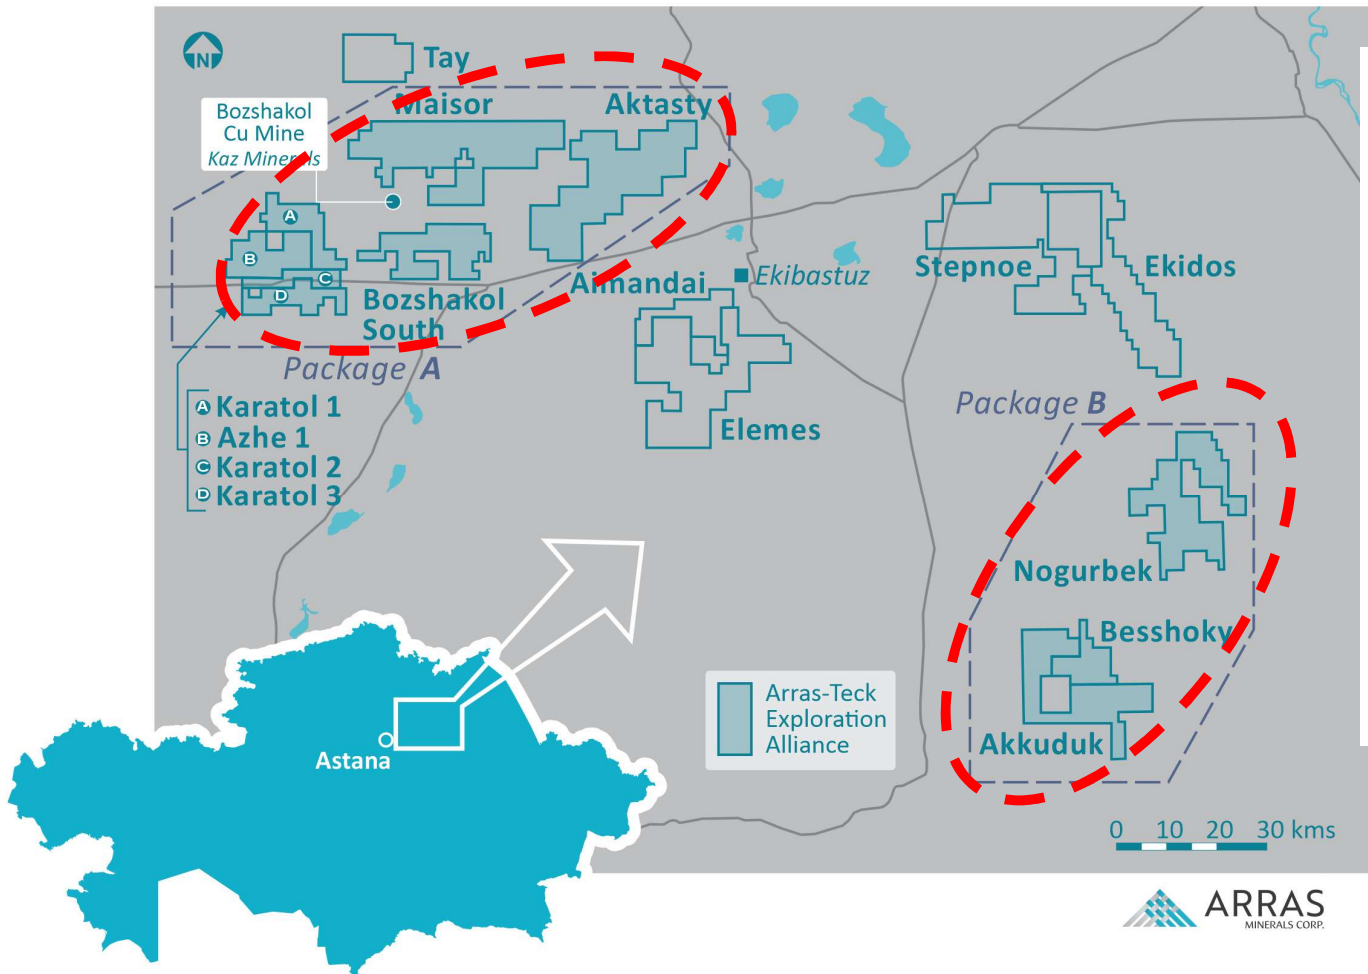 N
Tay
Maisor
Aktasty
Bozshakol
Cu Mine
Kaz Minerals
A
B
C
D
Bozshakol
South
Package A
Karatol 1
Azhe 1
Karatol 2
Karatol 3
A
B
C
D
Aimandai
Ekibastuz
Elemes
Stepnoe
Ekidos
Package B
Nogurbek
Besshoky
Akkuduk
Arras-Teck
Exploration
Alliance
Astana
0 10 20 30 kms
ARRAS
MINERALS CORP.